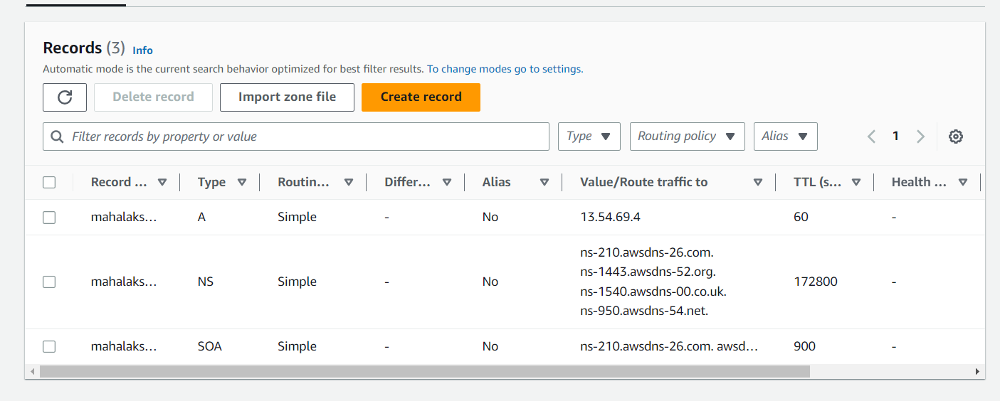 Records (3) Info
Automatic mode is the current search behavior optimized for best filter results. To change modes go to settings.
Delete record Import zone file Create record
Filter records by property or value Type Routing policy Alias 1
Record ... Type Routin... Differ... Alias Value/Route traffic to TTL (s... Health ...
mahalaks... A Simple - No 13.54.69.4 60 -
ns-210.awsdns-26.com.
ns-1443.awsdns-52.org.
mahalaks... NS Simple - No 172800 -
ns-1540.awsdns-00.co.uk.
ns-950.awsdns-54.net.
mahalaks... SOA Simple - No ns-210.awsdns-26.com. awsd... 900 -